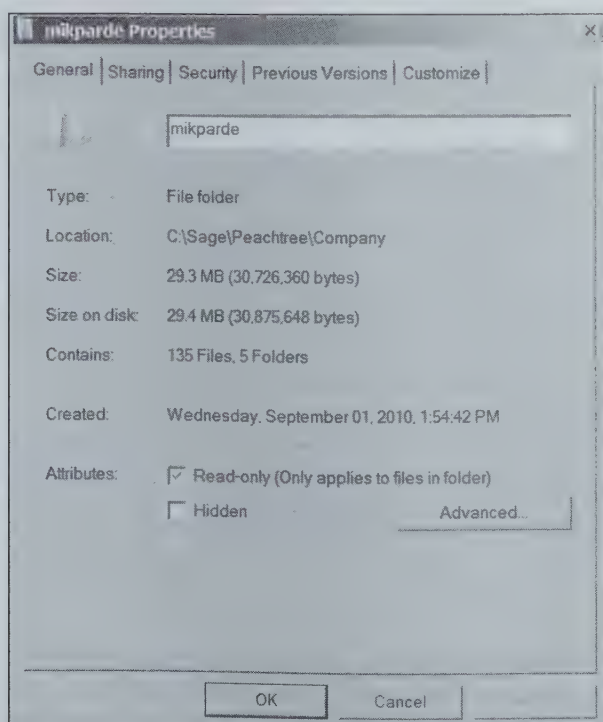 mikparde Properties
General Sharing Security Previous Versions Customize
mikparde
Type: File folder
Location: C:\Sage\Peachtree\Company
Size: 29.3 MB (30,726,360 bytes)
Size on disk: 29.4 MB (30,875,648 bytes)
Contains: 135 Files, 5 Folders
Created: Wednesday, September 01, 2010, 1:54:42 PM
Attributes: Read-only (Only applies to files in folder)
Hidden Advanced...
OK Cancel